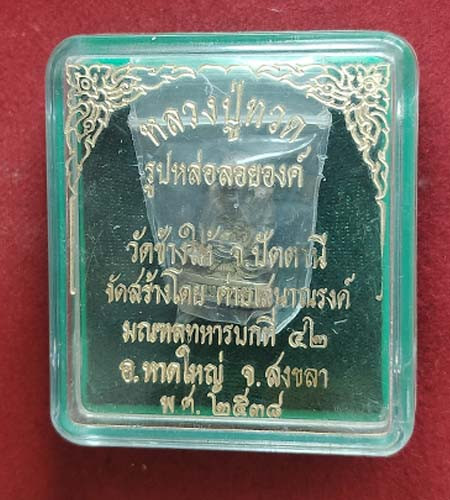 หลวงปู่ทวด
รูปหล่อลอยองค์
วัดช้างให้ จ.ปัตตานี
จัดสร้างโดย ค่ายเสนาณรงค์
มณฑลทหารบกที่ ๔๒
อ.หาดใหญ่ จ.สงขลา
พ.ศ. ๒๕๓๘